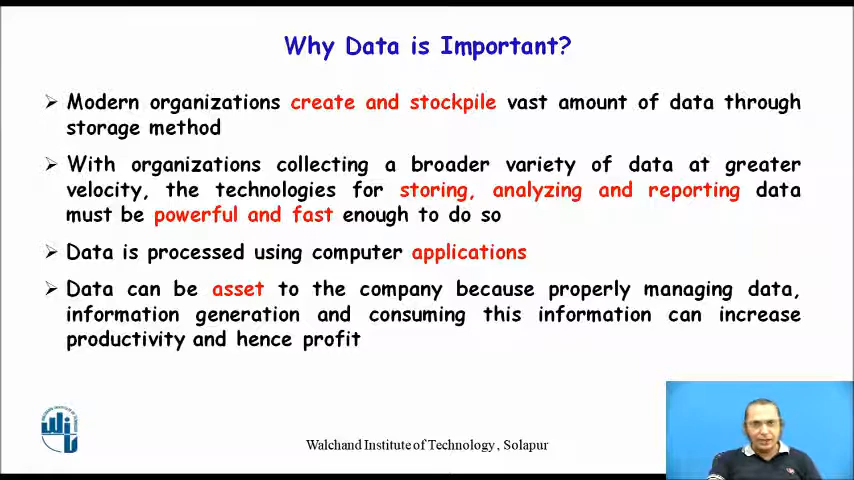 Why Data is Important?
Modern organizations create and stockpile vast amount of data through
storage method
With organizations collecting a broader variety of data at greater
velocity, the technologies for storing, analyzing and reporting data
must be powerful and fast enough to do so
Data is processed using computer applications
Data can be asset to the company because properly managing data,
information generation and consuming this information can increase
productivity and hence profit
Walchand Institute of Technology, Solapur